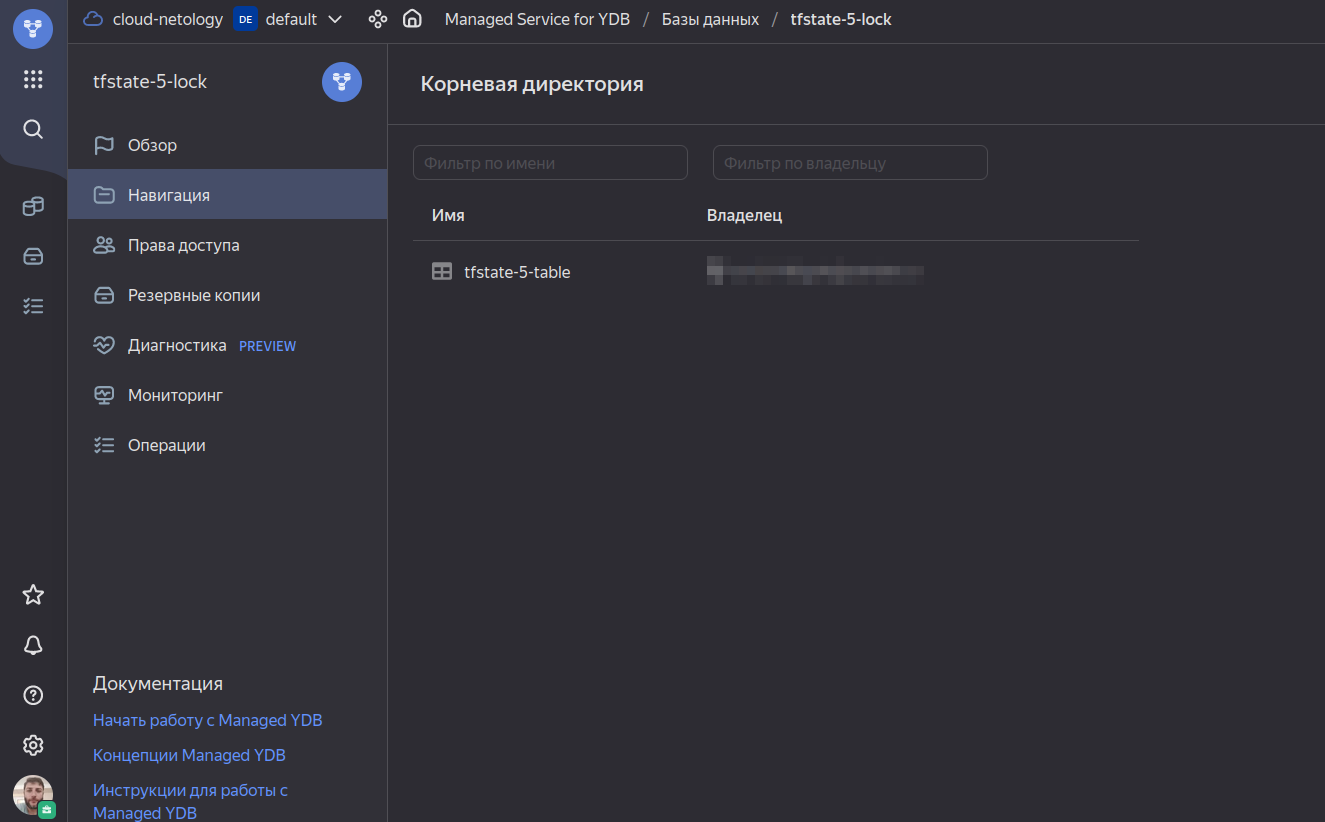 cloud-netology DE default Managed Service for YDB / Базы данных / tfstate-5-lock
tfstate-5-lock
Обзор
Навигация
Права доступа
Резервные копии
Диагностика PREVIEW
Мониторинг
Операции
Документация
Начать работу с Managed YDB
Концепции Managed YDB
Инструкции для работы с
Managed YDB
Корневая директория
Фильтр по имени Фильтр по владельцу
Имя Владелец
tfstate-5-table